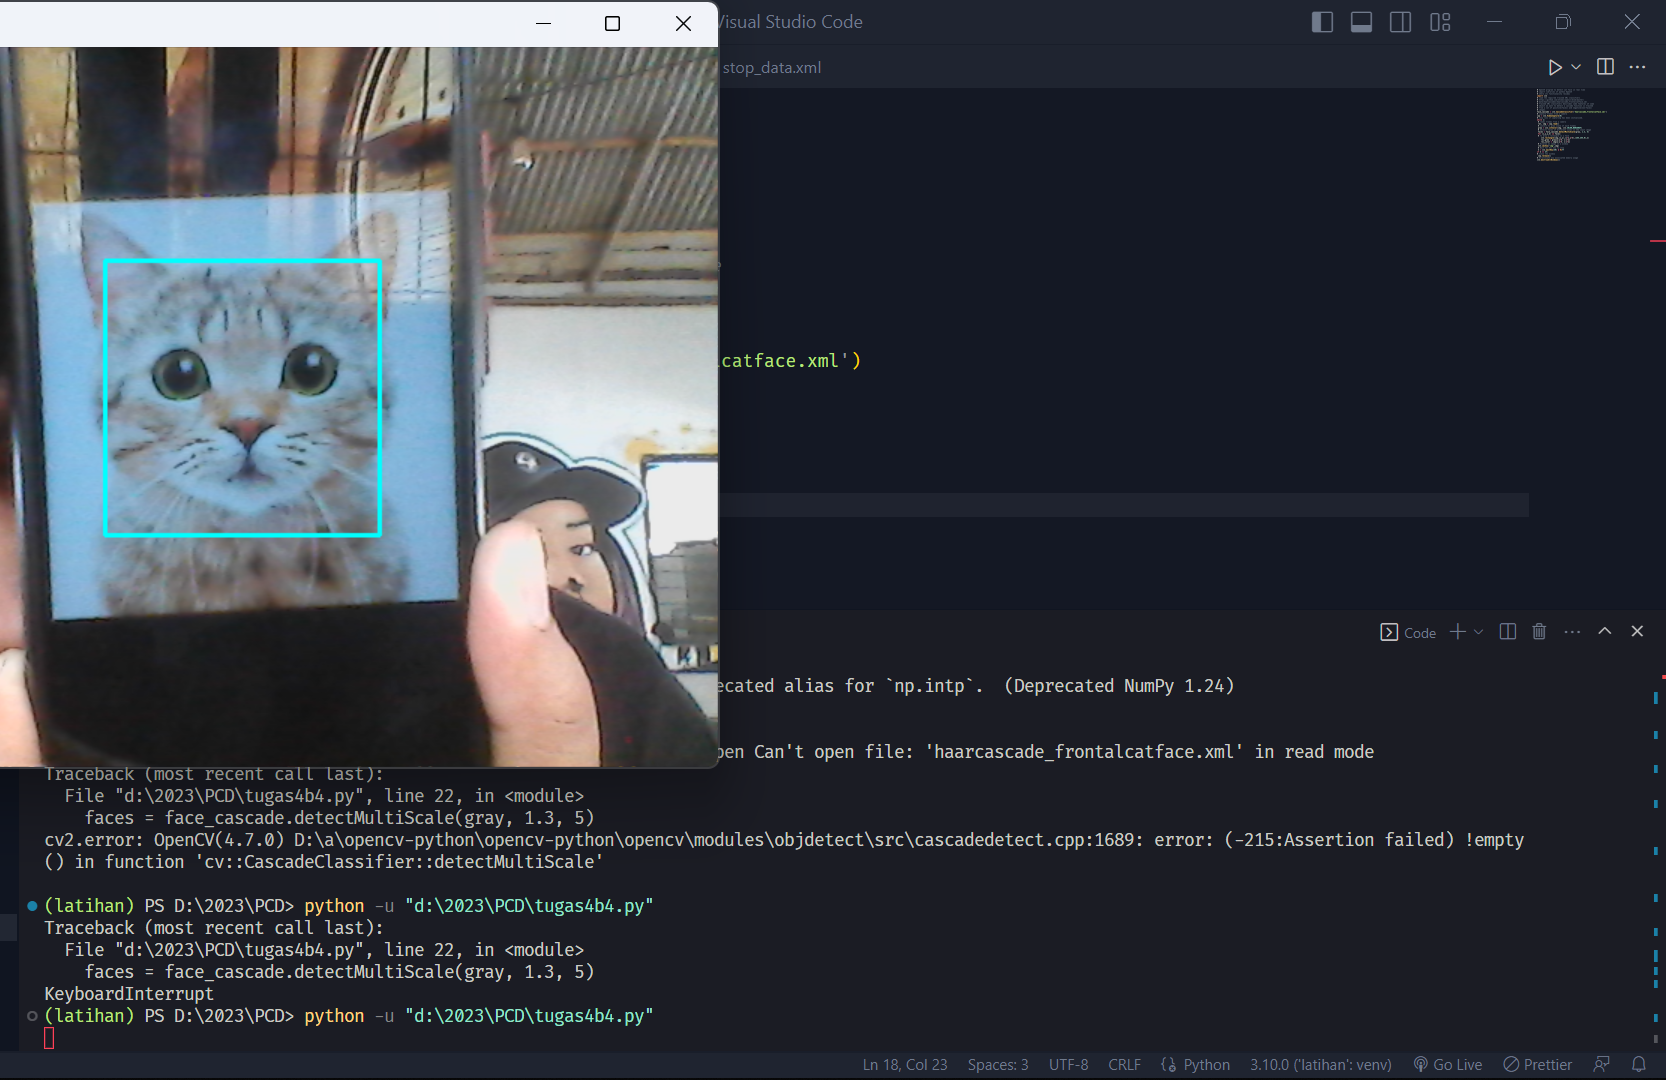 Visual Studio Code
stop_data.xml
catface.xml')
Code
ecated alias for `np.intp`.  (Deprecated NumPy 1.24)
pen Can't open file: 'haarcascade_frontalcatface.xml' in read mode
Traceback (most recent call last):
File "d:\2023\PCD\tugas4b4.py", line 22, in <module>
faces = face_cascade.detectMultiScale(gray, 1.3, 5)
cv2.error: OpenCV(4.7.0) D:\a\opencv-python\opencv-python\opencv\modules\objdetect\src\cascadedetect.cpp:1689: error: (-215:Assertion failed) !empty
() in function 'cv::CascadeClassifier::detectMultiScale'
(latihan) PS D:\2023\PCD> python -u "d:\2023\PCD\tugas4b4.py"
Traceback (most recent call last):
File "d:\2023\PCD\tugas4b4.py", line 22, in <module>
faces = face_cascade.detectMultiScale(gray, 1.3, 5)
KeyboardInterrupt
(latihan) PS D:\2023\PCD> python -u "d:\2023\PCD\tugas4b4.py"
Ln 18, Col 23 Spaces: 3 UTF-8 CRLF Python 3.10.0 ('latihan': venv) Go Live Prettier